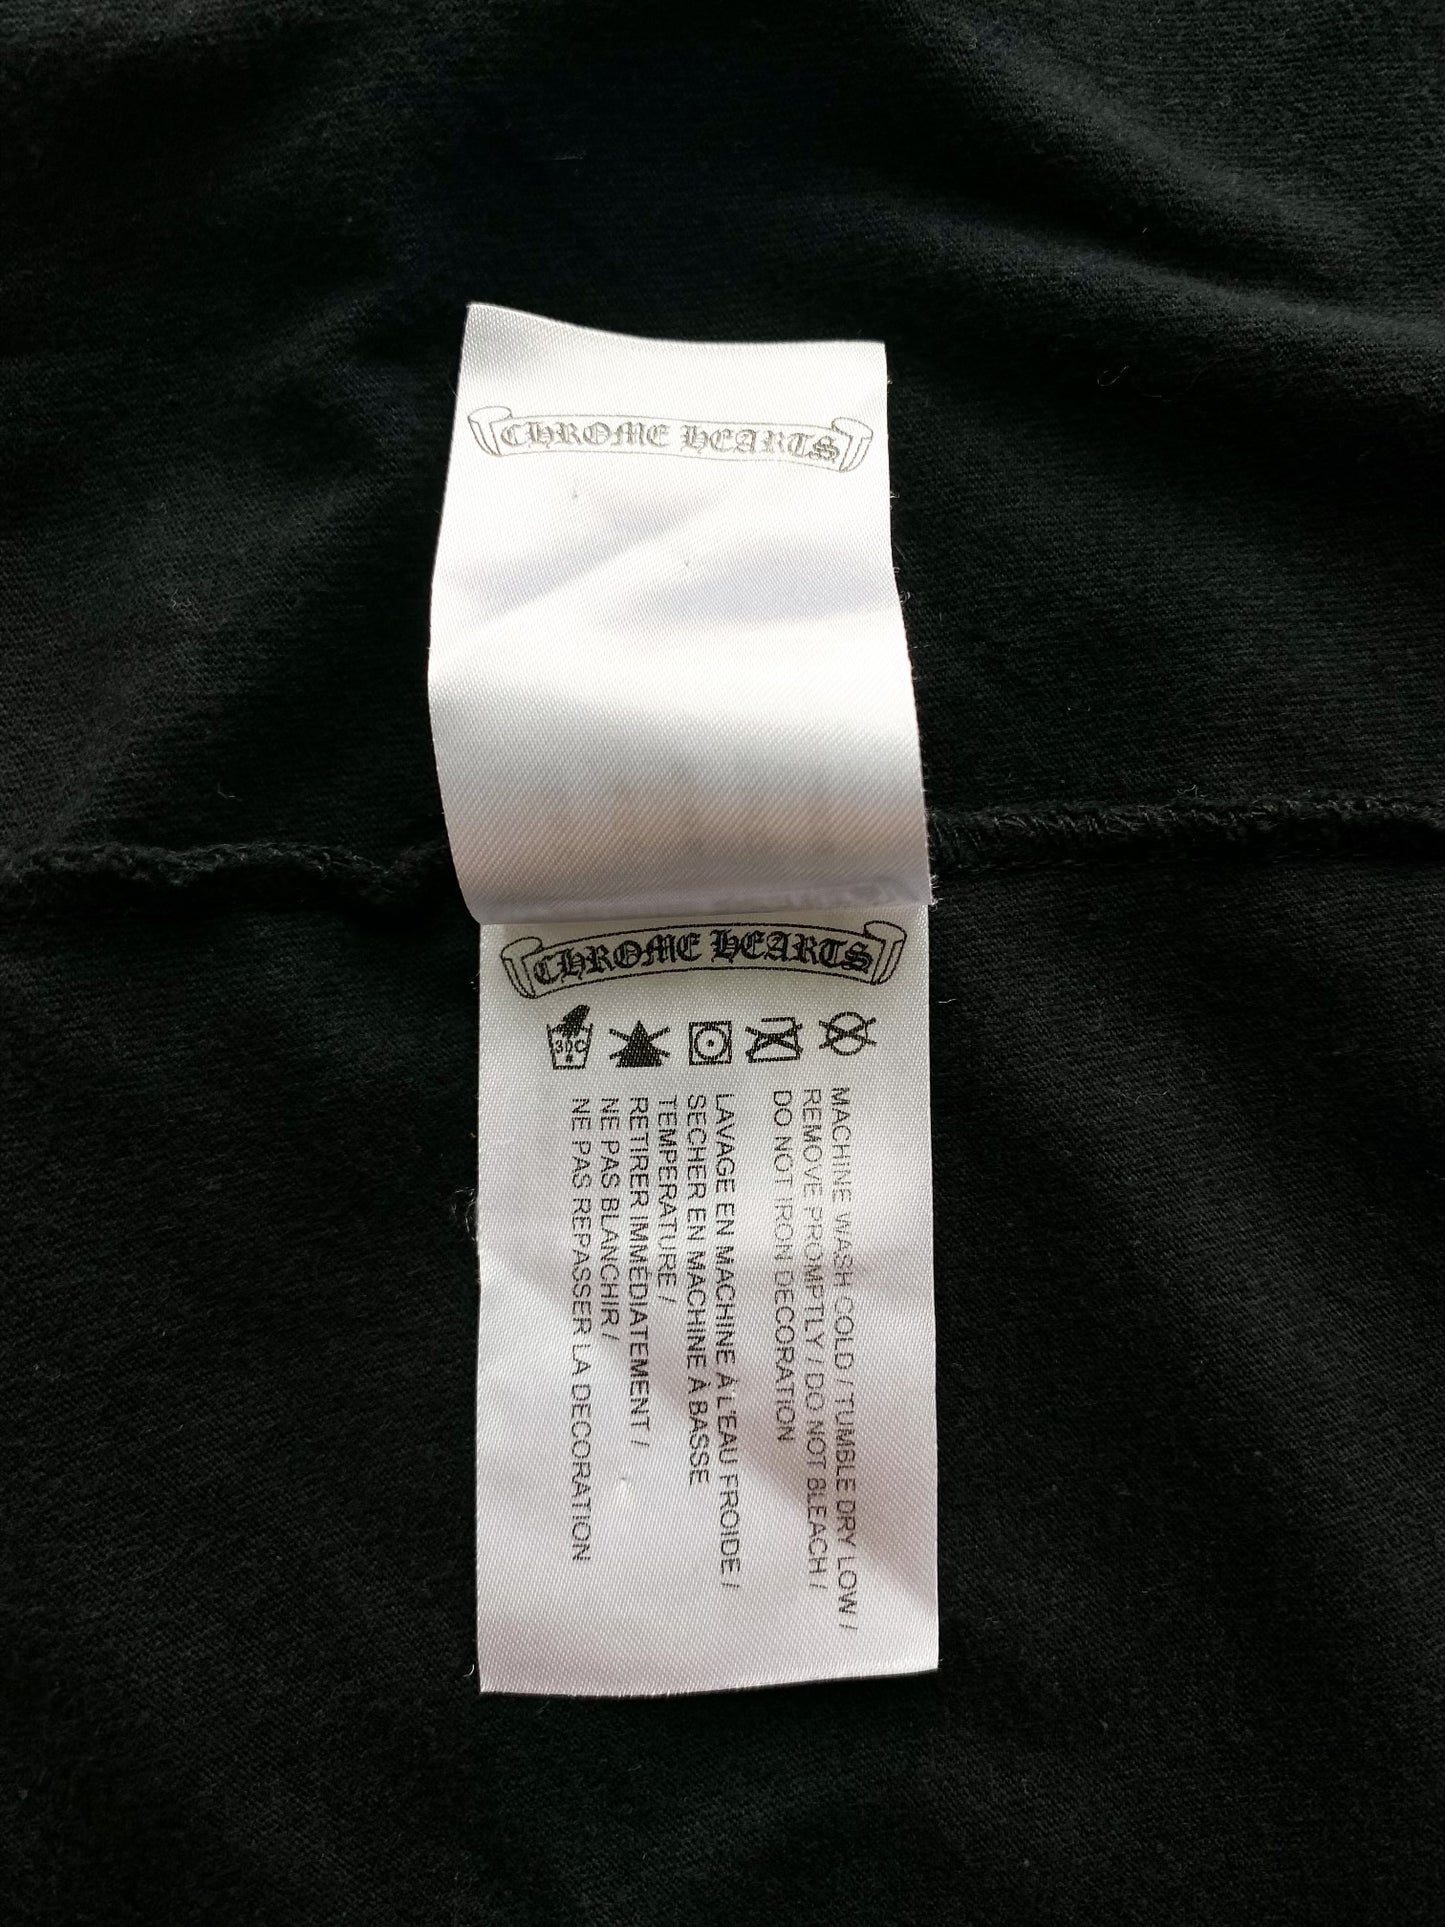 CHROME HEARTS
CHROME HEARTS
30
MACHINE WASH COLD / TUMBLE DRY LOW /
REMOVE PROMPTLY / DO NOT BLEACH /
DO NOT IRON DECORATION
LAVAGE EN MACHINE À L'EAU FROIDE /
SECHER EN MACHINE À BASSE
TEMPERATURE /
RETIRER IMMÉDIATEMENT /
NE PAS BLANCHIR /
NE PAS REPASSER LA DECORATION